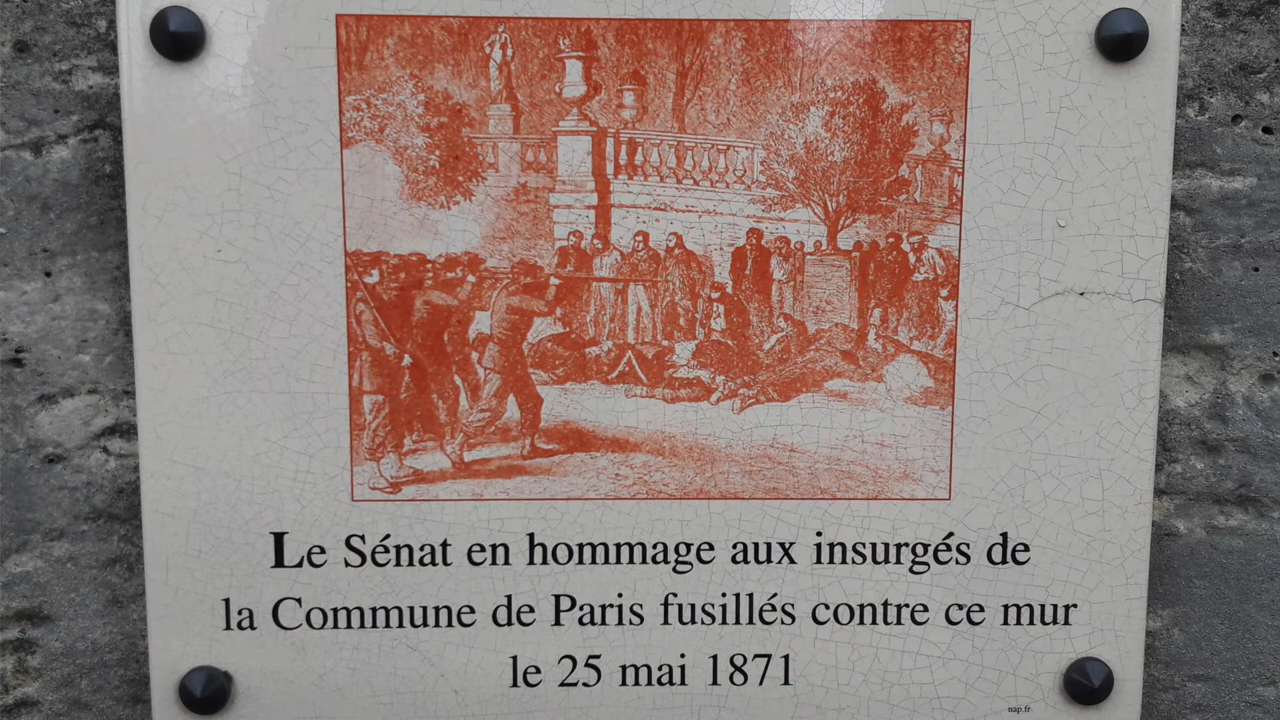 Le Sénat en hommage aux insurgés de
la Commune de Paris fusillés contre ce mur
le 25 mai 1871
nap.fr